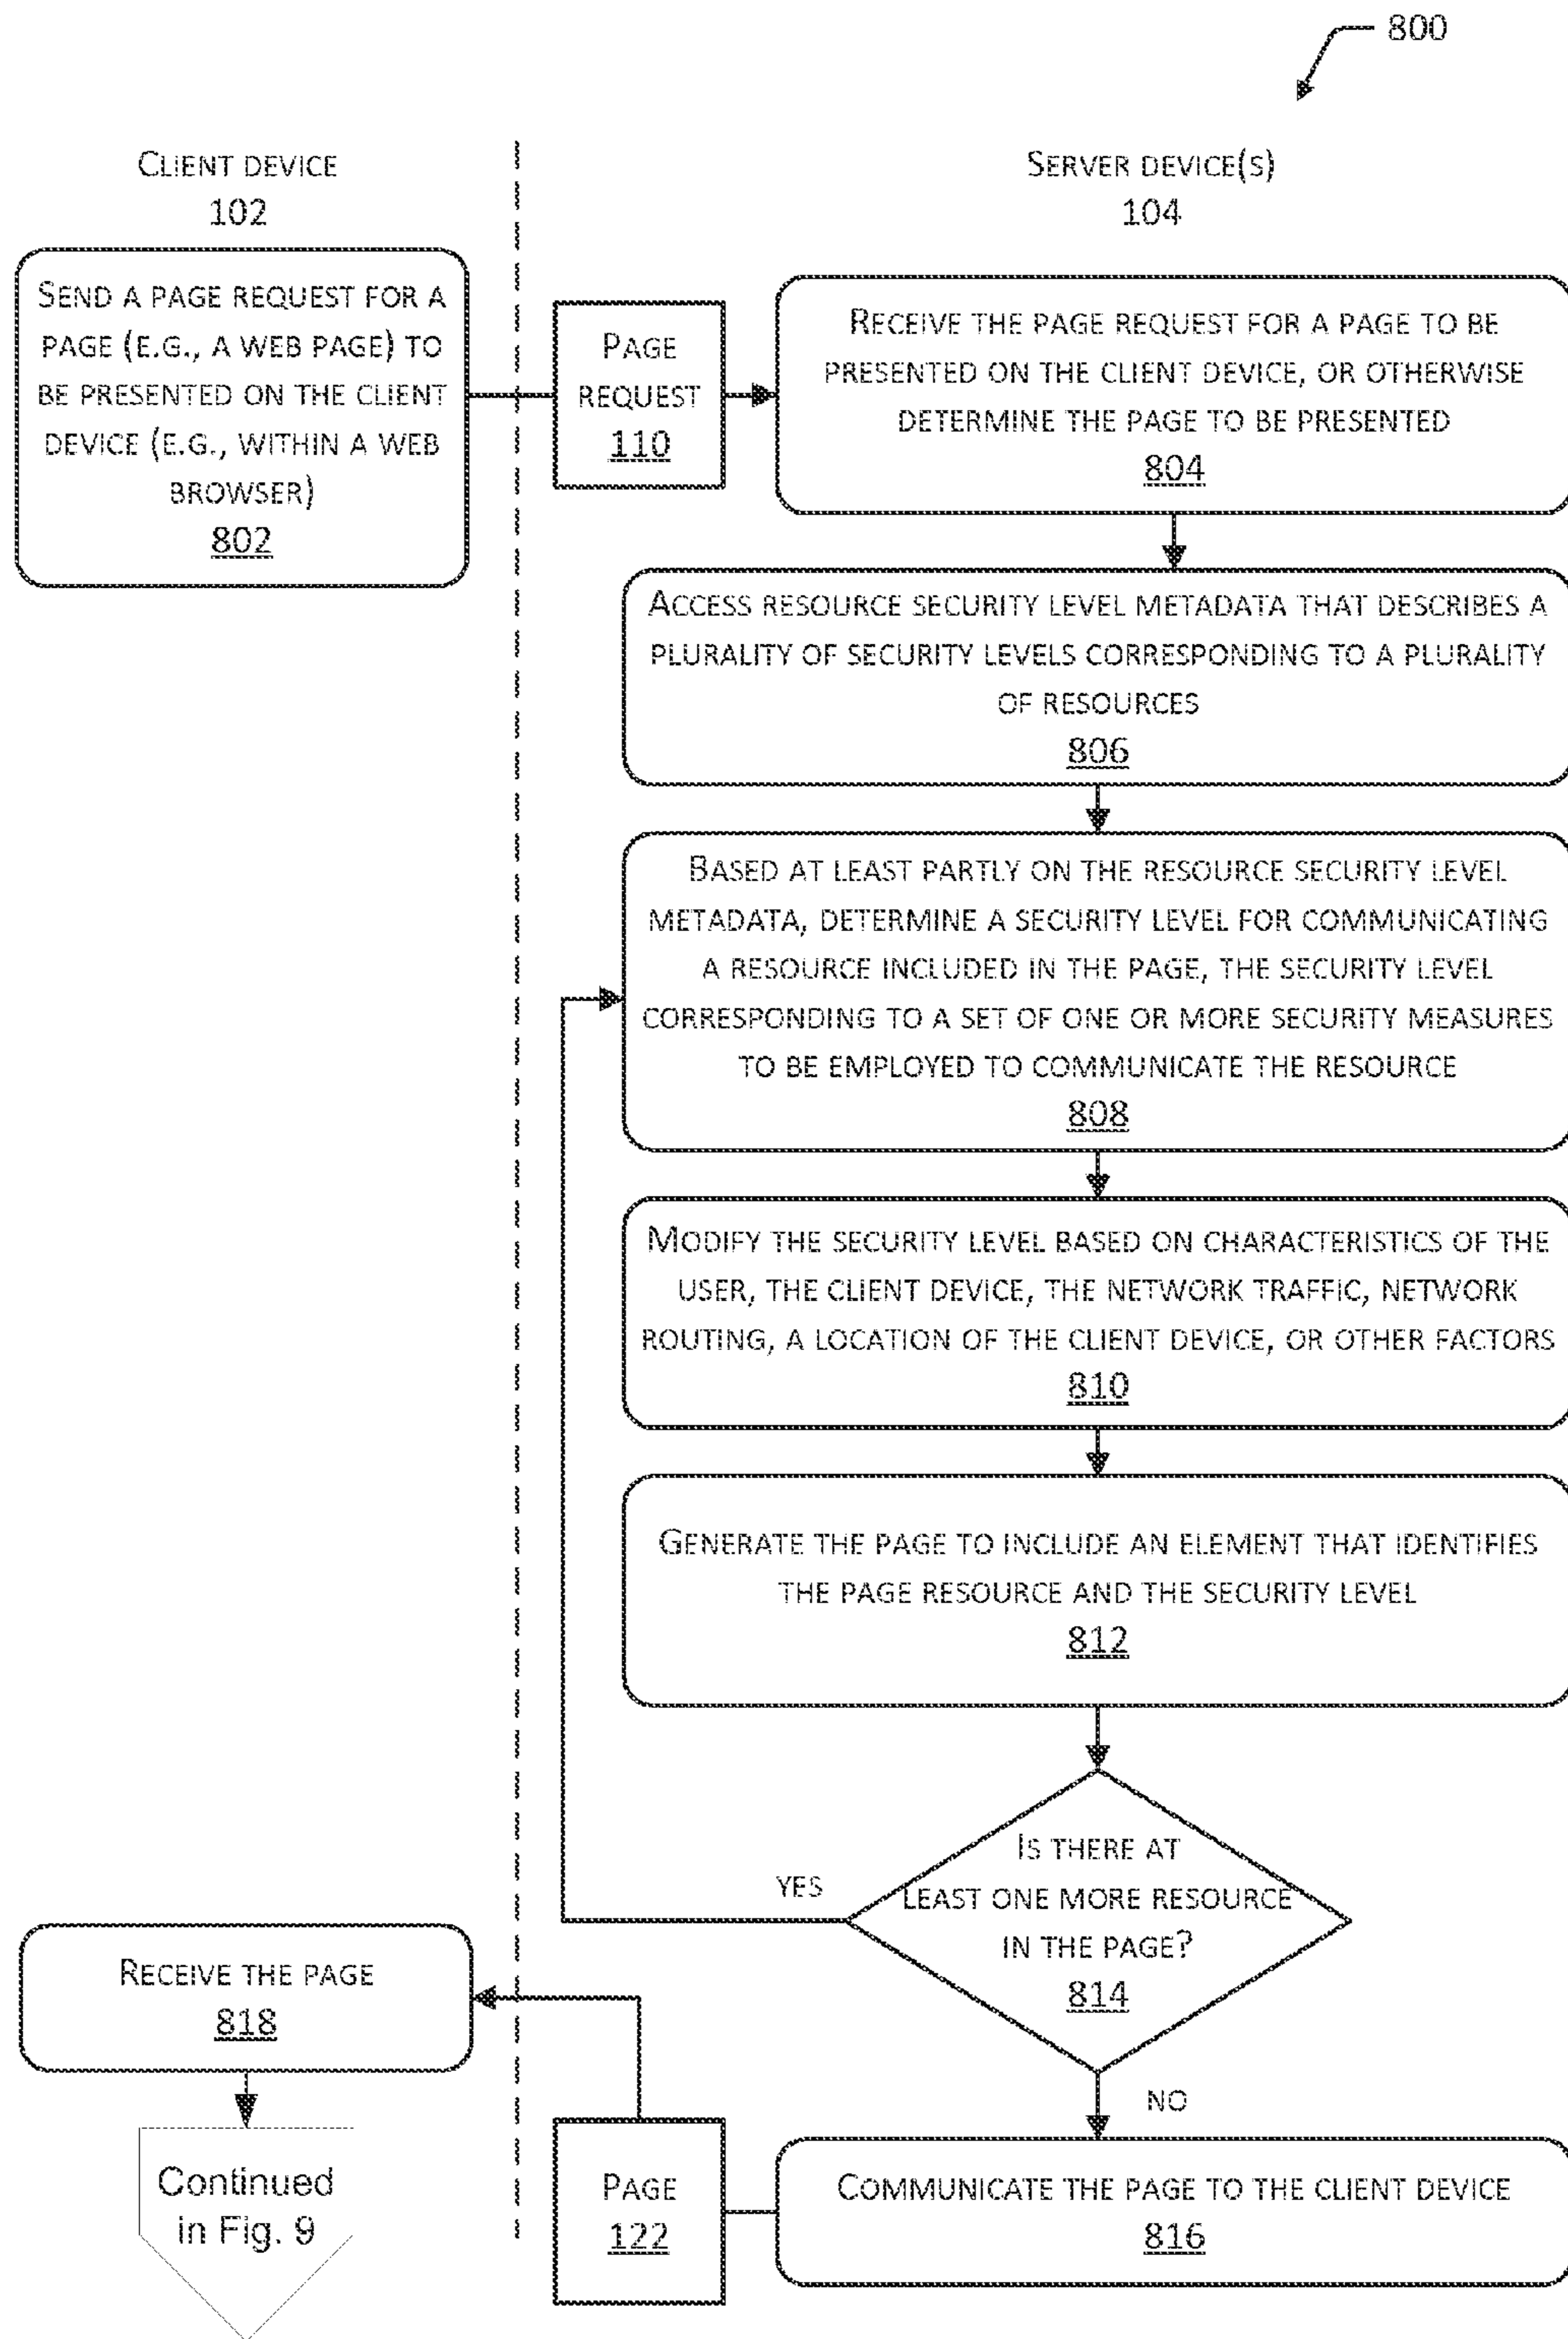 800
CLIENT DEVICE
102
SERVER DEVICE(S)
104
SEND A PAGE REQUEST FOR A
PAGE (E.G., A WEB PAGE) TO
BE PRESENTED ON THE CLIENT
DEVICE (E.G., WITHIN A WEB
BROWSER)
802
PAGE
REQUEST
110
RECEIVE THE PAGE REQUEST FOR A PAGE TO BE
PRESENTED ON THE CLIENT DEVICE, OR OTHERWISE
DETERMINE THE PAGE TO BE PRESENTED
804
ACCESS RESOURCE SECURITY LEVEL METADATA THAT DESCRIBES A
PLURALITY OF SECURITY LEVELS CORRESPONDING TO A PLURALITY
OF RESOURCES
806
BASED AT LEAST PARTLY ON THE RESOURCE SECURITY LEVEL
METADATA, DETERMINE A SECURITY LEVEL FOR COMMUNICATING
A RESOURCE INCLUDED IN THE PAGE, THE SECURITY LEVEL
CORRESPONDING TO A SET OF ONE OR MORE SECURITY MEASURES
TO BE EMPLOYED TO COMMUNICATE THE RESOURCE
808
MODIFY THE SECURITY LEVEL BASED ON CHARACTERISTICS OF THE
USER, THE CLIENT DEVICE, THE NETWORK TRAFFIC, NETWORK
ROUTING, A LOCATION OF THE CLIENT DEVICE, OR OTHER FACTORS
810
GENERATE THE PAGE TO INCLUDE AN ELEMENT THAT IDENTIFIES
THE PAGE RESOURCE AND THE SECURITY LEVEL
812
IS THERE AT
LEAST ONE MORE RESOURCE
IN THE PAGE?
814
YES
NO
COMMUNICATE THE PAGE TO THE CLIENT DEVICE
816
PAGE
122
RECEIVE THE PAGE
818
Continued
in Fig. 9